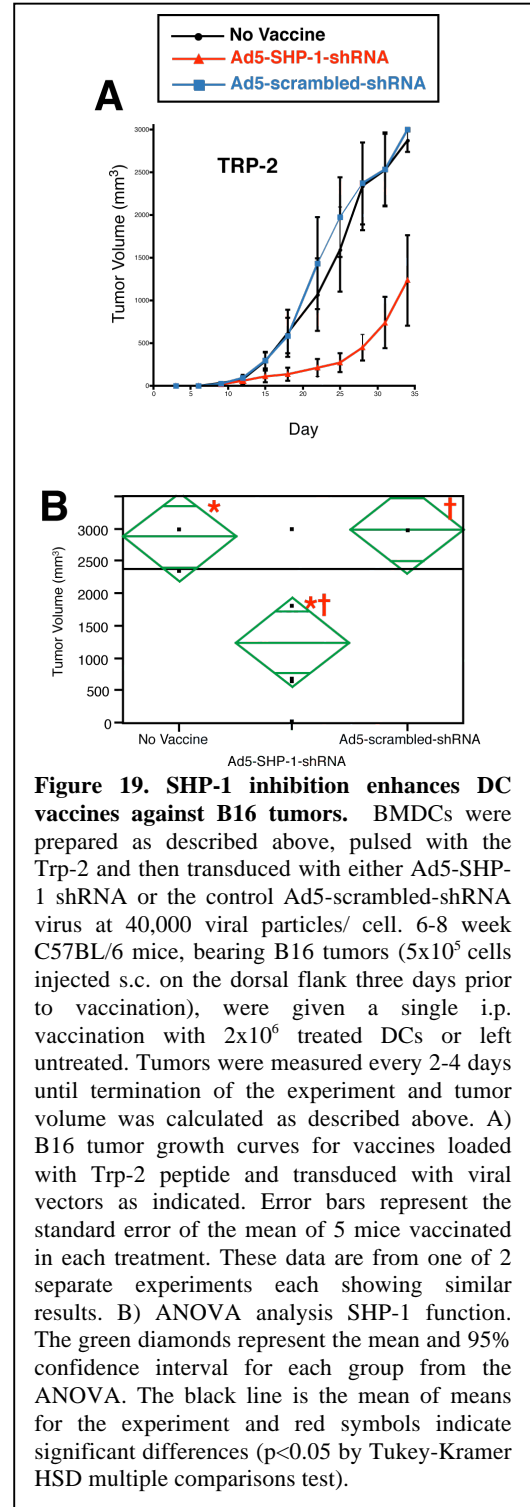 No Vaccine
Ad5-SHP-1-shRNA
Ad5-scrambled-shRNA
A
TRP-2
Tumor Volume (mm³)
3000
2500
2000
1500
1000
500
0
0 5 10 15 20 25 30 35
Day
B
* † *†
Tumor Volume (mm³)
3000
2500
2000
1500
1000
500
0
No Vaccine Ad5-scrambled-shRNA
Ad5-SHP-1-shRNA
Figure 19. SHP-1 inhibition enhances DC
vaccines against B16 tumors. BMDCs were
prepared as described above, pulsed with the
Trp-2 and then transduced with either Ad5-SHP-
1 shRNA or the control Ad5-scrambled-shRNA
virus at 40,000 viral particles/ cell. 6-8 week
C57BL/6 mice, bearing B16 tumors (5x10⁵ cells
injected s.c. on the dorsal flank three days prior
to vaccination), were given a single i.p.
vaccination with 2x10⁶ treated DCs or left
untreated. Tumors were measured every 2-4 days
until termination of the experiment and tumor
volume was calculated as described above. A)
B16 tumor growth curves for vaccines loaded
with Trp-2 peptide and transduced with viral
vectors as indicated. Error bars represent the
standard error of the mean of 5 mice vaccinated
in each treatment. These data are from one of 2
separate experiments each showing similar
results. B) ANOVA analysis SHP-1 function.
The green diamonds represent the mean and 95%
confidence interval for each group from the
ANOVA. The black line is the mean of means
for the experiment and red symbols indicate
significant differences (p<0.05 by Tukey-Kramer
HSD multiple comparisons test).